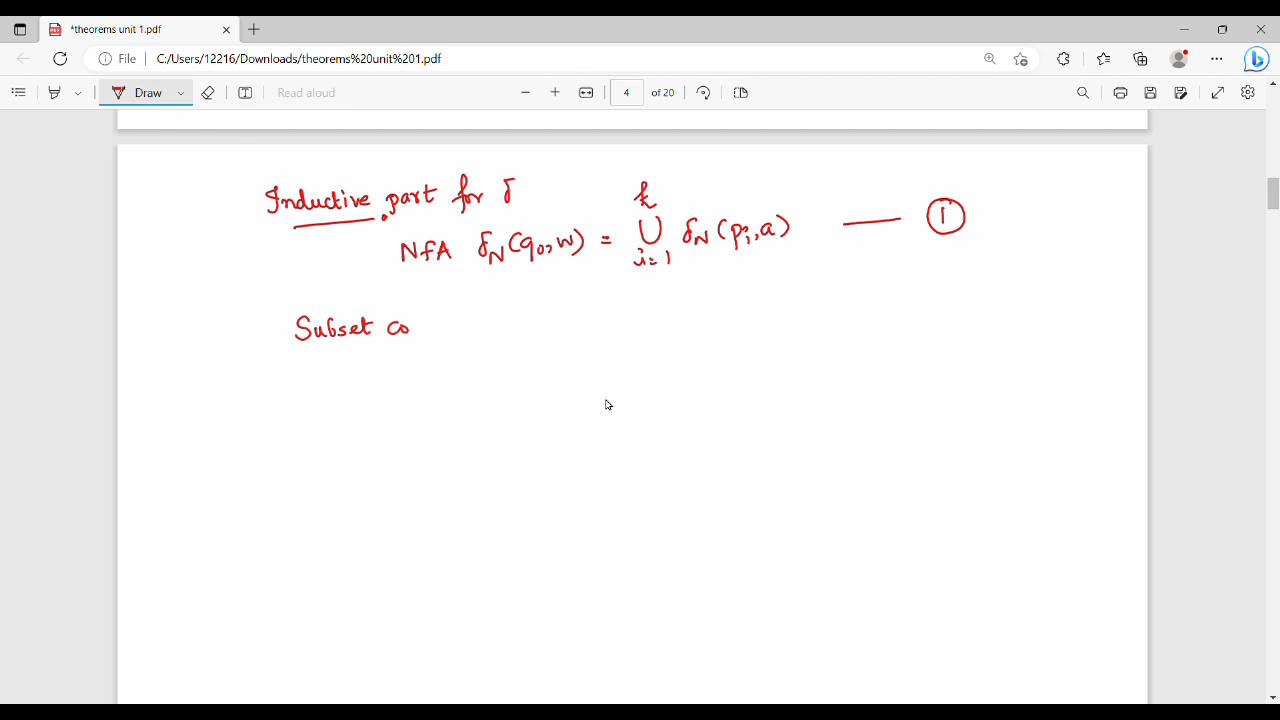 *theorems unit 1.pdf
File C:/Users/12216/Downloads/theorems%20unit%201.pdf
Draw Read aloud 4 of 20
Inductive part for δ
k
NFA δN(q0,w) = ∪ δN(pi,a) —— ①
i=1
Subset co